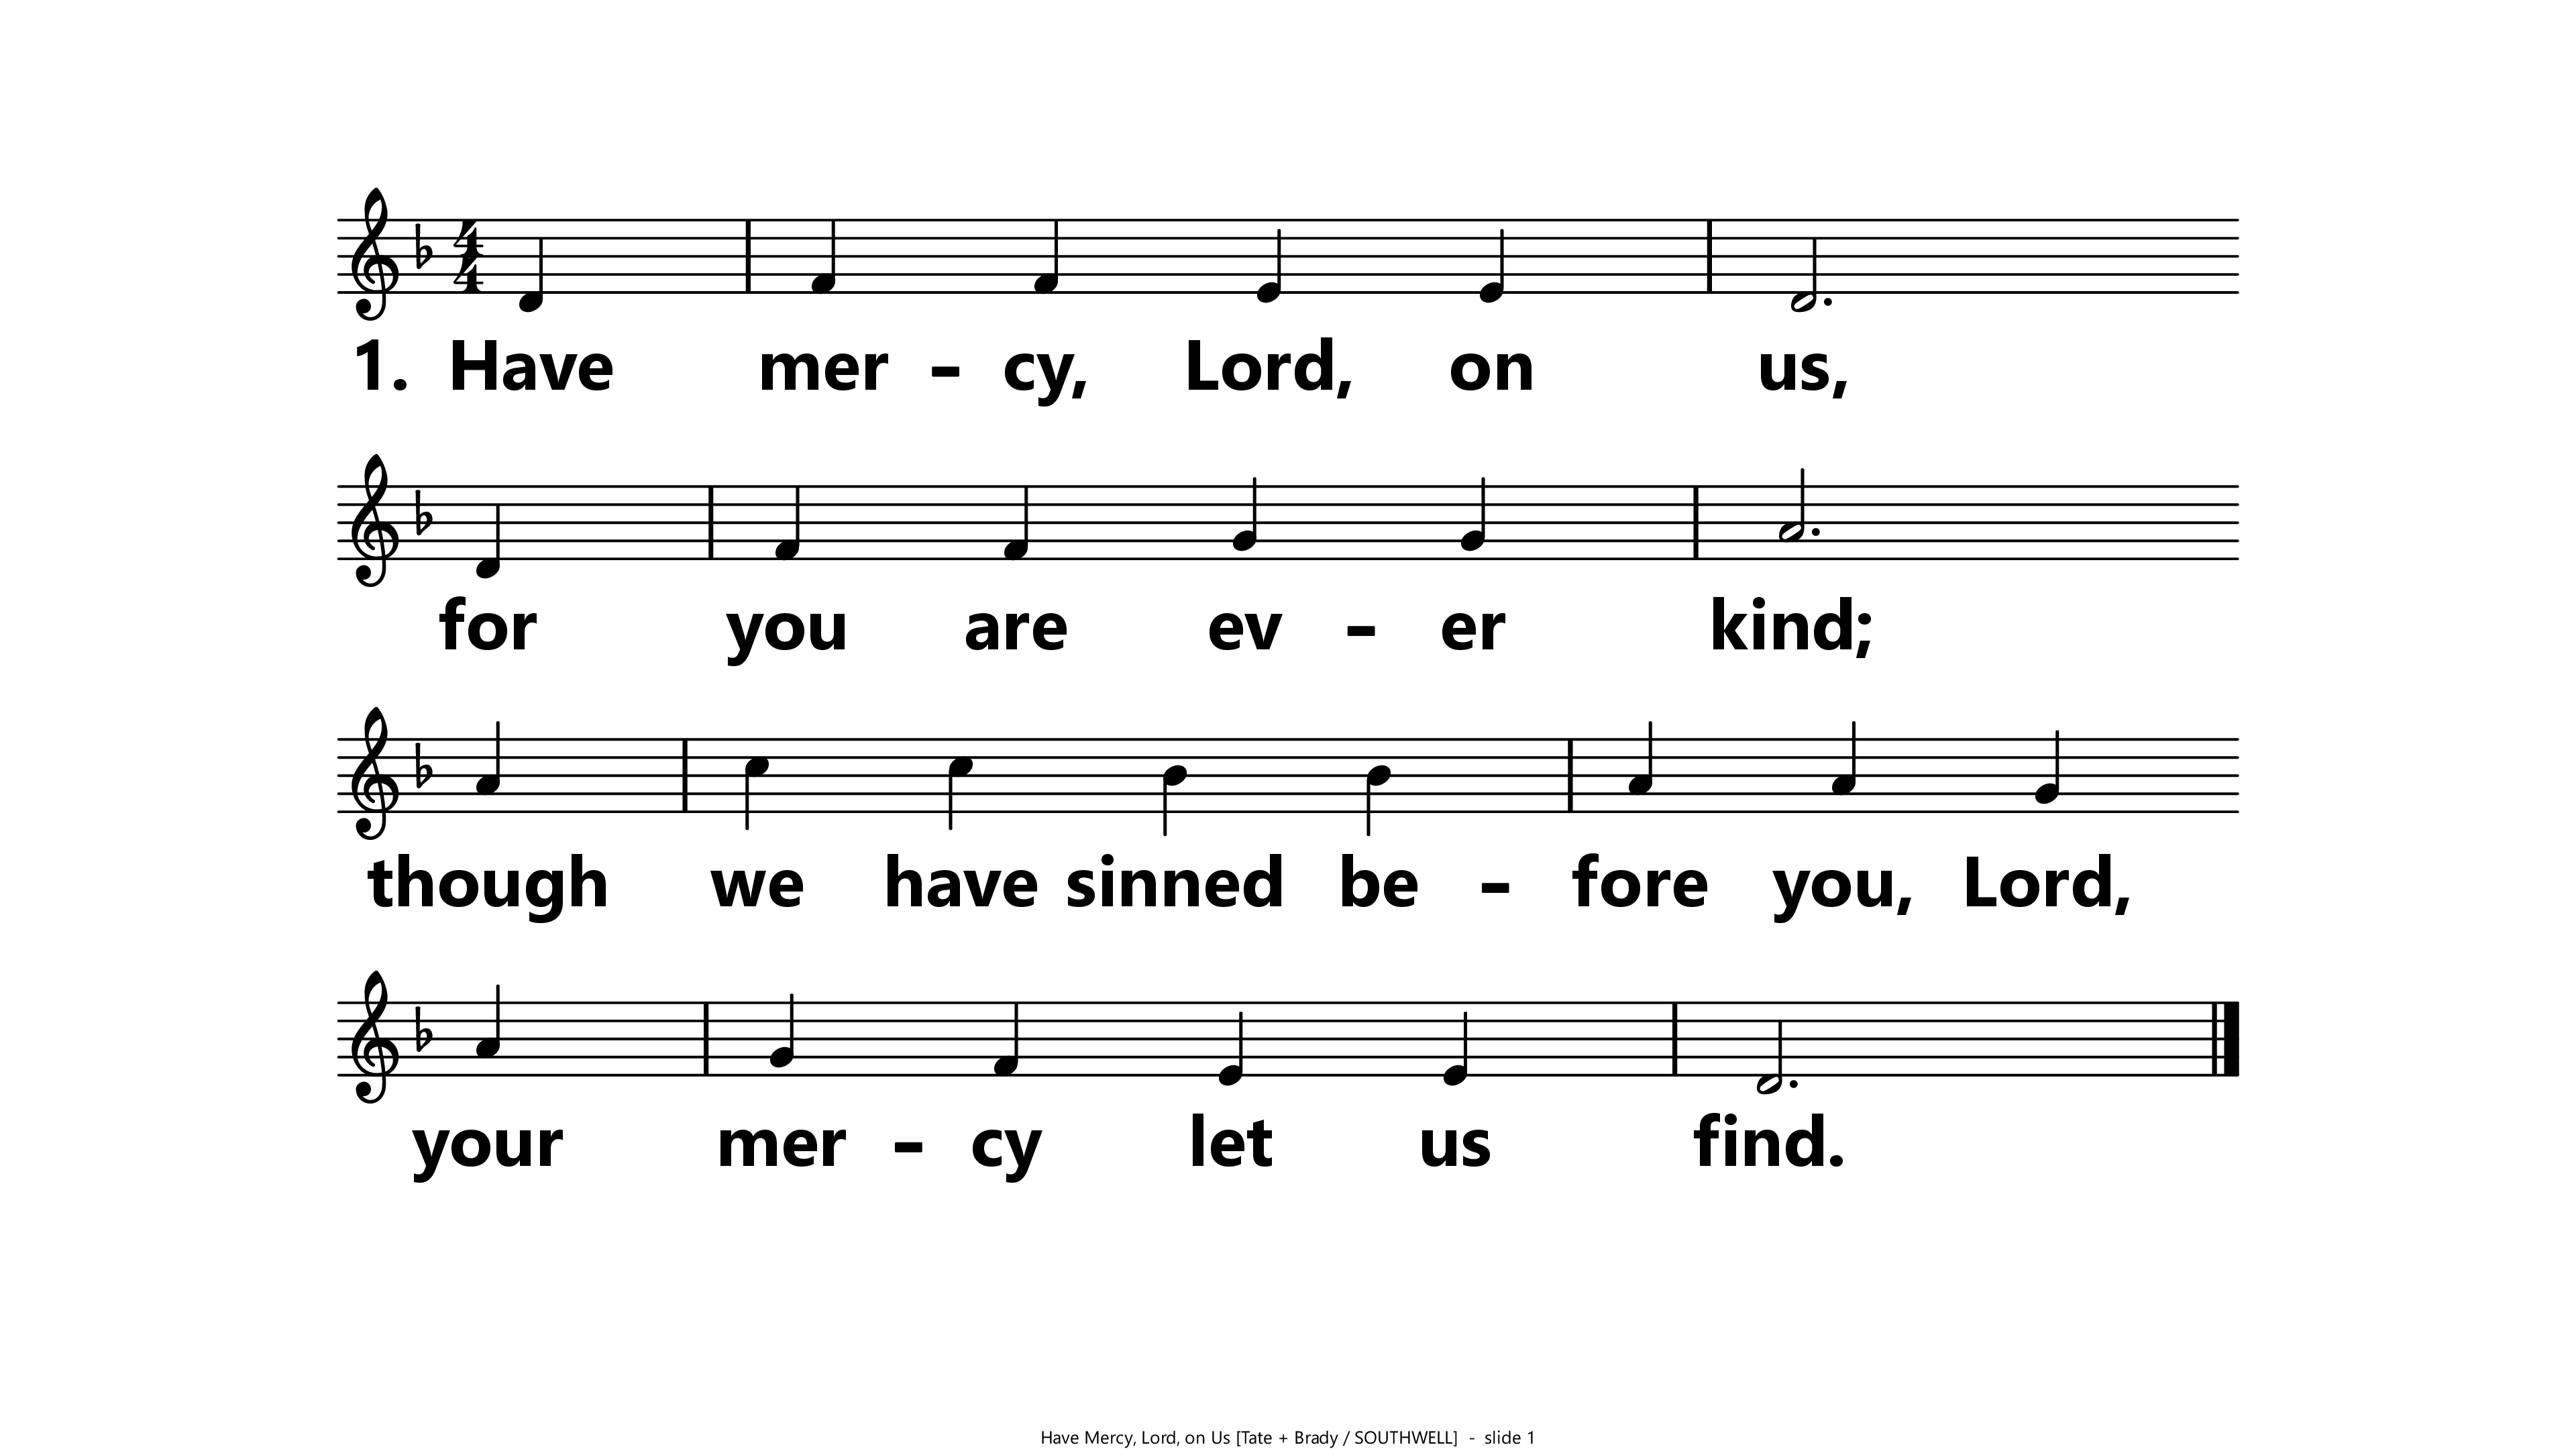 1. Have mer - cy, Lord, on us,
for you are ev - er kind;
though we have sinned be - fore you, Lord,
your mer - cy let us find.
Have Mercy, Lord, on Us [Tate + Brady / SOUTHWELL] - slide 1